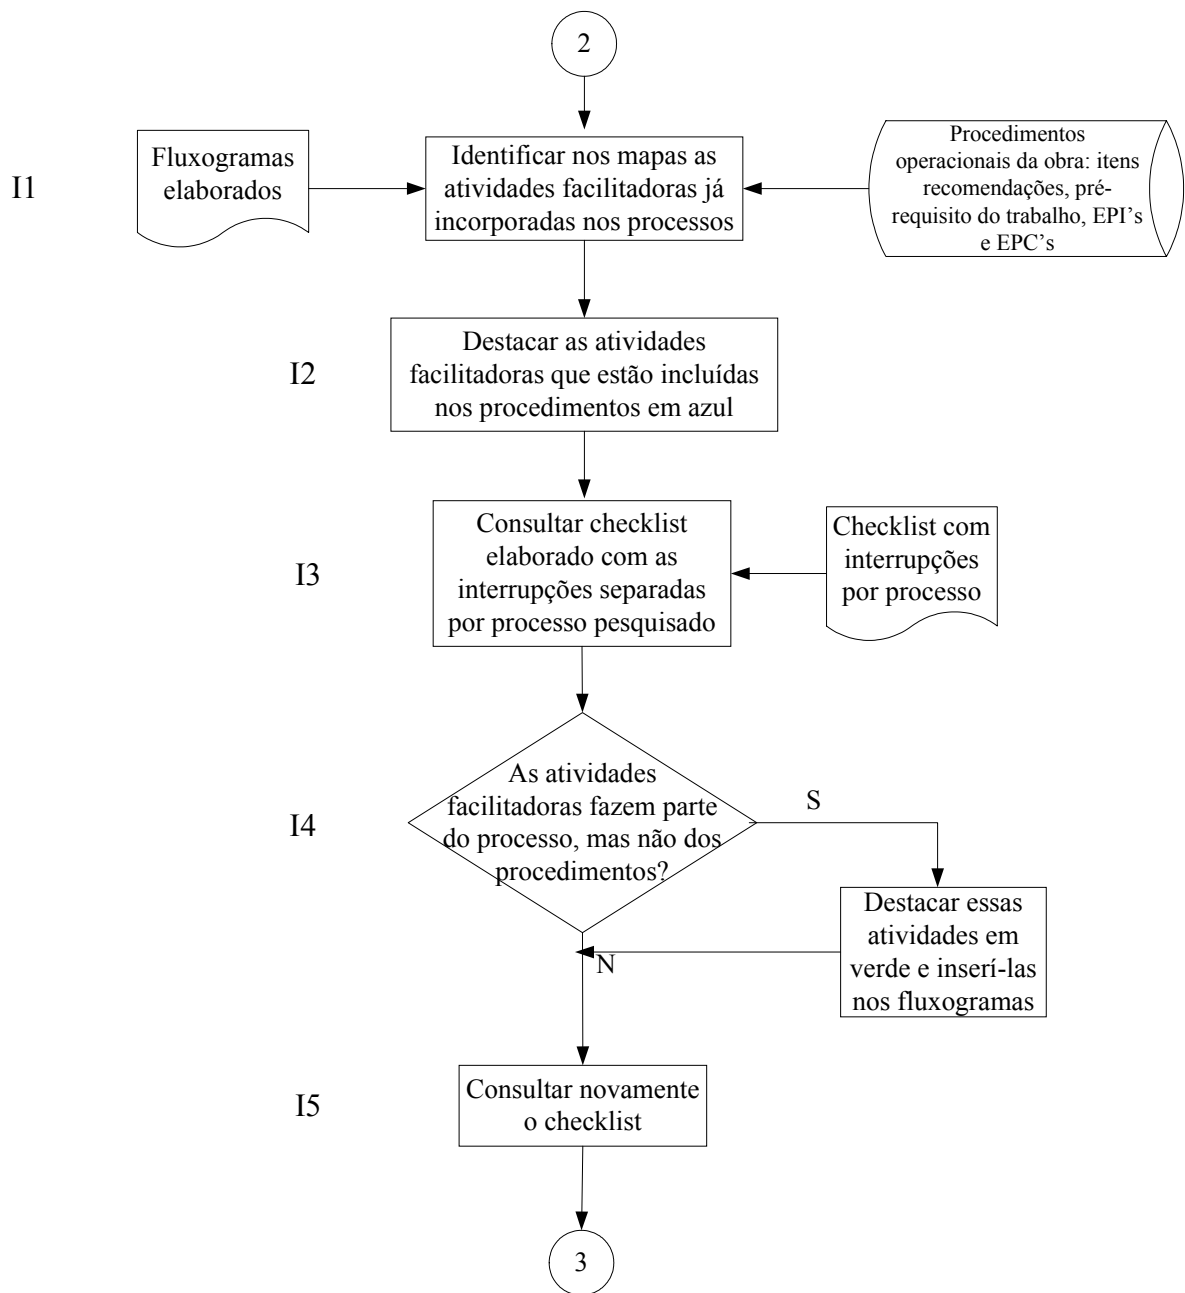 2
I1
Fluxogramas
elaborados
Identificar nos mapas as
atividades facilitadoras já
incorporadas nos processos
Procedimentos
operacionais da obra: itens
recomendações, pré-
requisito do trabalho, EPI’s
e EPC’s
I2
Destacar as atividades
facilitadoras que estão incluídas
nos procedimentos em azul
I3
Consultar checklist
elaborado com as
interrupções separadas
por processo pesquisado
Checklist com
interrupções
por processo
I4
As atividades
facilitadoras fazem parte
do processo, mas não dos
procedimentos?
S
Destacar essas
atividades em
verde e inserí-las
nos fluxogramas
N
I5
Consultar novamente
o checklist
3